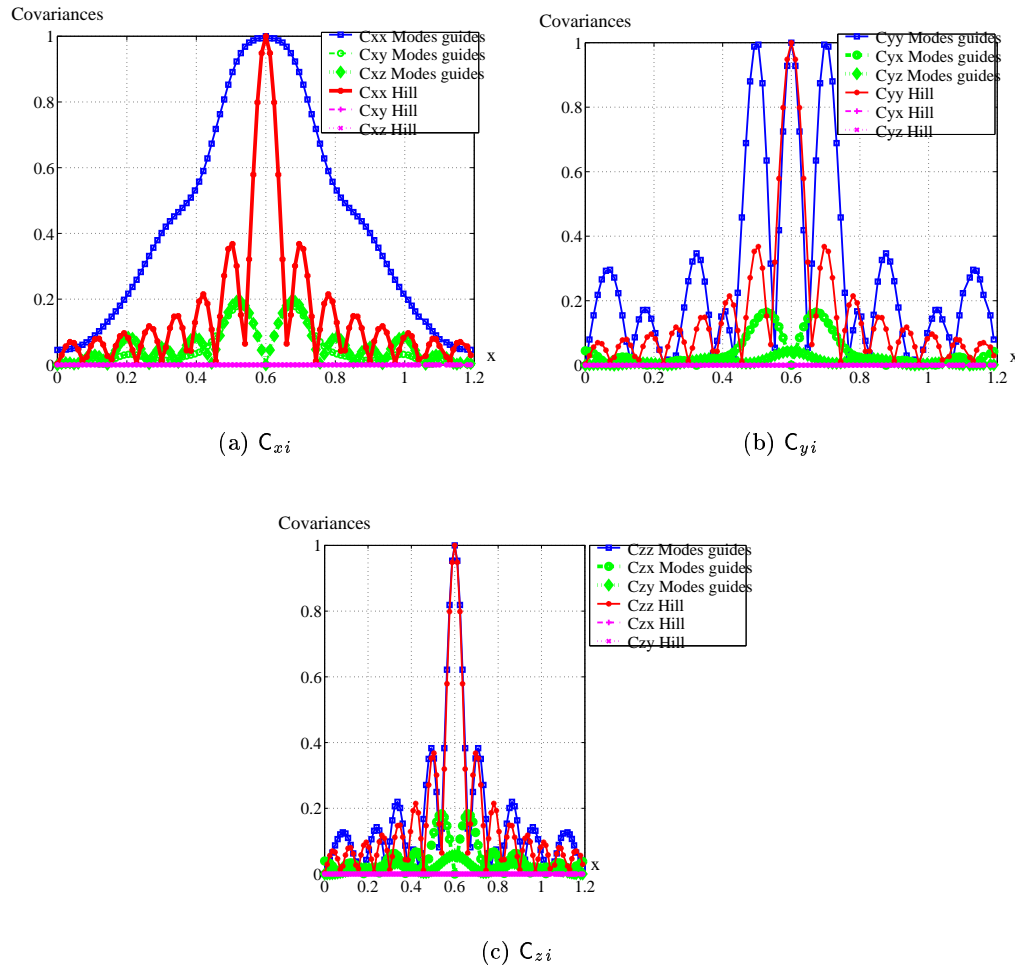 Covariances
1
0.8
0.6
0.4
0.2
0
0
0.2
0.4
0.6
0.8
1
1.2
x
Cxx Modes guides
Cxy Modes guides
Cxz Modes guides
Cxx Hill
Cxy Hill
Cxz Hill
(a) Cxi
Covariances
1
0.8
0.6
0.4
0.2
0
0
0.2
0.4
0.6
0.8
1
1.2
x
Cyy Modes guides
Cyx Modes guides
Cyz Modes guides
Cyy Hill
Cyx Hill
Cyz Hill
(b) Cyi
Covariances
1
0.8
0.6
0.4
0.2
0
0
0.2
0.4
0.6
0.8
1
1.2
x
Czz Modes guides
Czx Modes guides
Czy Modes guides
Czz Hill
Czx Hill
Czy Hill
(c) Czi